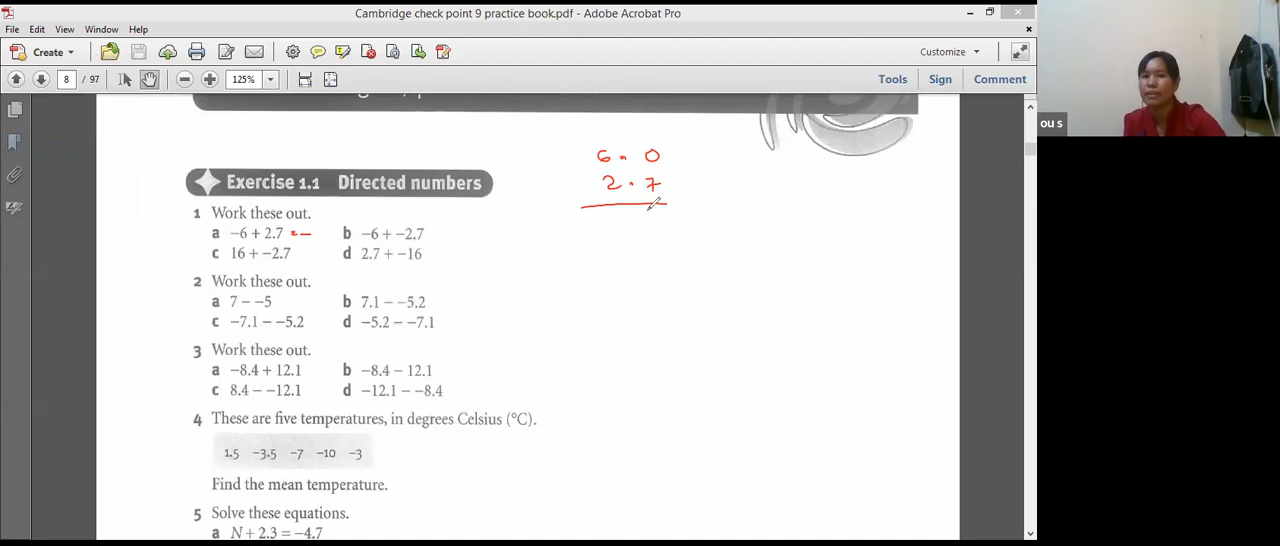 Cambridge check point 9 practice book.pdf - Adobe Acrobat Pro
File Edit View Window Help
Create Customize
8 / 97 125% Tools Sign Comment
ou s
6.0
2.7
Exercise 1.1 Directed numbers
1 Work these out.
a −6 + 2.7 = − b −6 + −2.7
c 16 + −2.7 d 2.7 + −16
2 Work these out.
a 7 − −5 b 7.1 − −5.2
c −7.1 − −5.2 d −5.2 − −7.1
3 Work these out.
a −8.4 + 12.1 b −8.4 − 12.1
c 8.4 − −12.1 d −12.1 − −8.4
4 These are five temperatures, in degrees Celsius (°C).
1.5 −3.5 −7 −10 −3
Find the mean temperature.
5 Solve these equations.
a N + 2.3 = −4.7